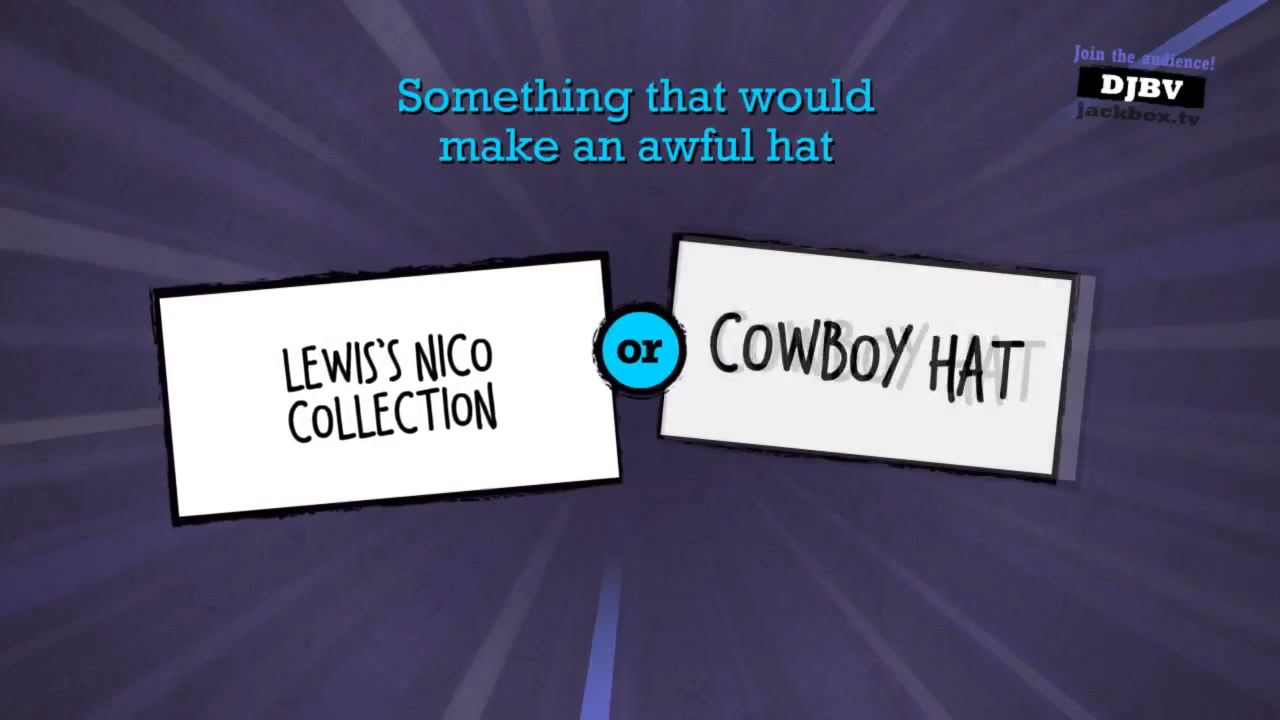 Join the audience!
DJBV
jackbox.tv
Something that would
make an awful hat
LEWIS'S NICO
COLLECTION
or
COWBOY HAT